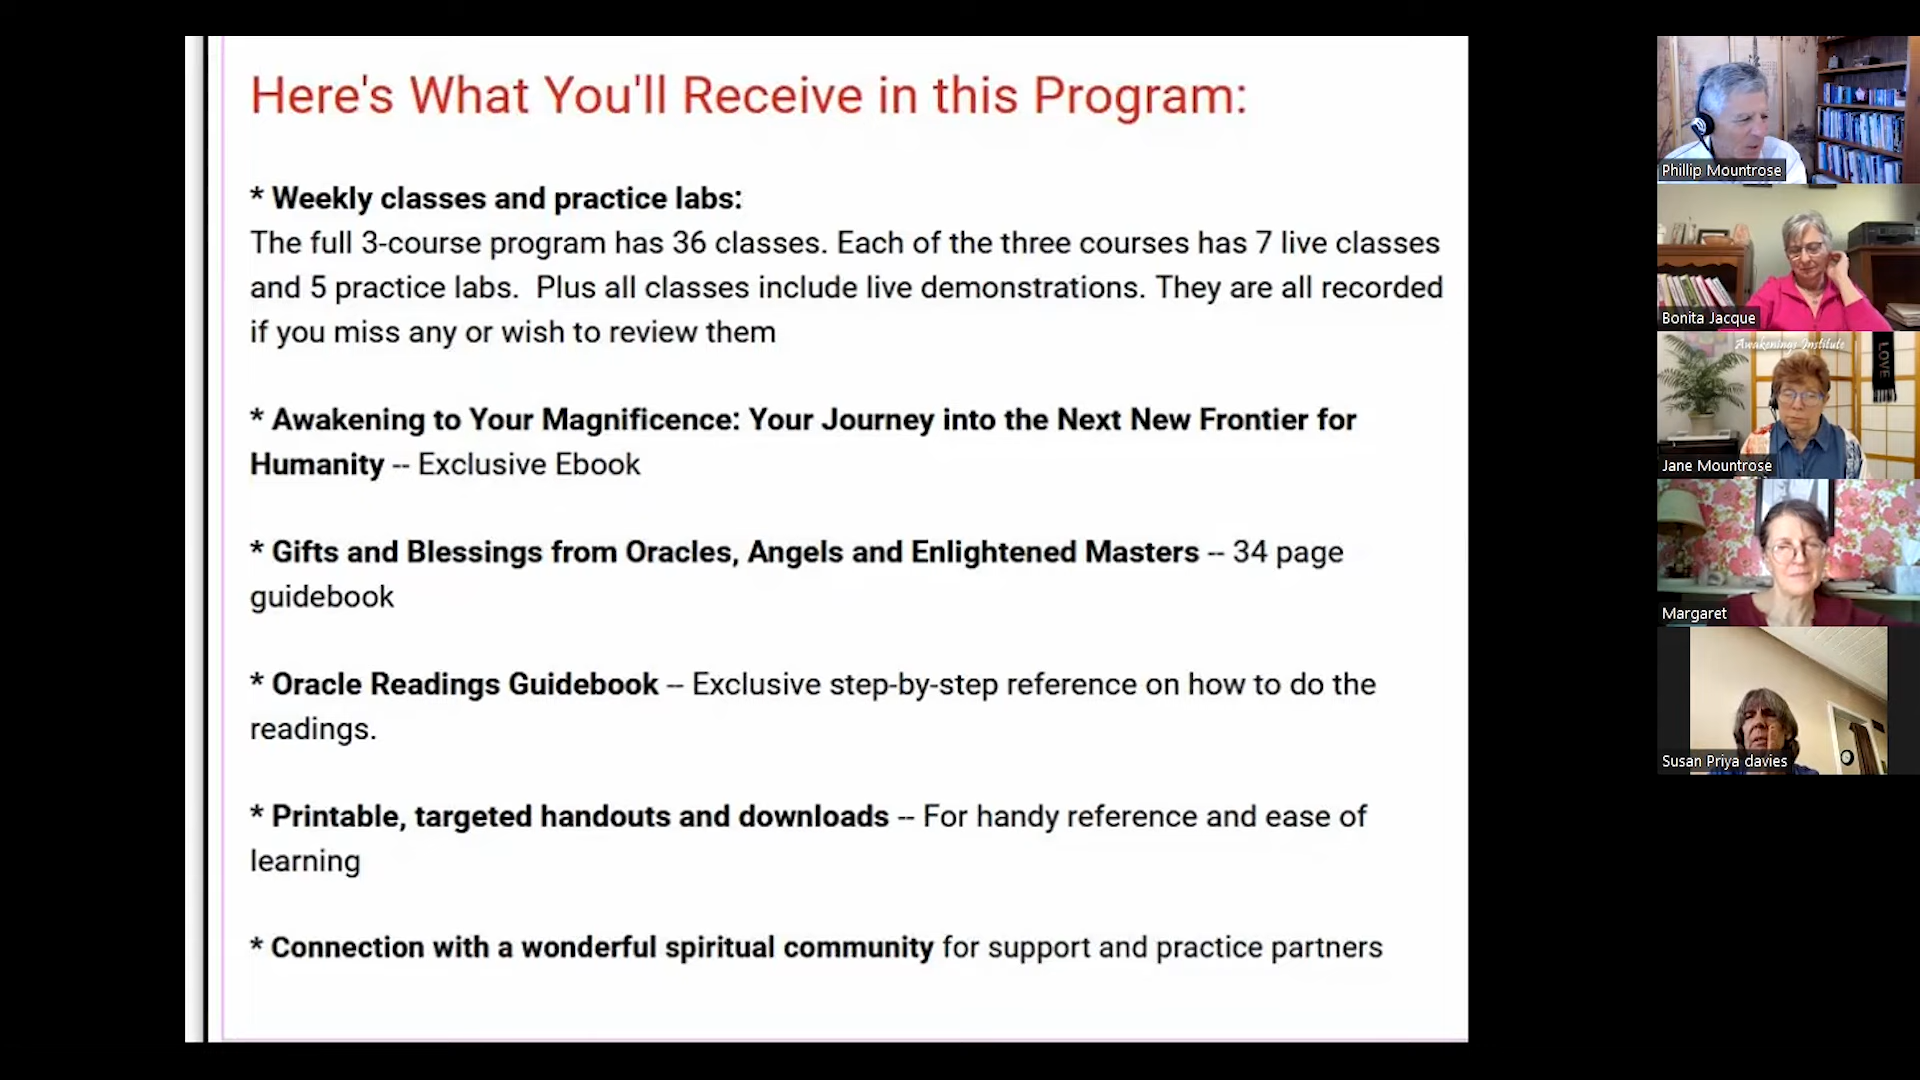 Here's What You'll Receive in this Program:
* Weekly classes and practice labs:
The full 3-course program has 36 classes. Each of the three courses has 7 live classes
and 5 practice labs.  Plus all classes include live demonstrations. They are all recorded
if you miss any or wish to review them
* Awakening to Your Magnificence: Your Journey into the Next New Frontier for
Humanity -- Exclusive Ebook
* Gifts and Blessings from Oracles, Angels and Enlightened Masters -- 34 page
guidebook
* Oracle Readings Guidebook -- Exclusive step-by-step reference on how to do the
readings.
* Printable, targeted handouts and downloads -- For handy reference and ease of
learning
* Connection with a wonderful spiritual community for support and practice partners
Phillip Mountrose
Bonita Jacque
Awakenings Institute
LOVE
Jane Mountrose
Margaret
Susan Priya davies